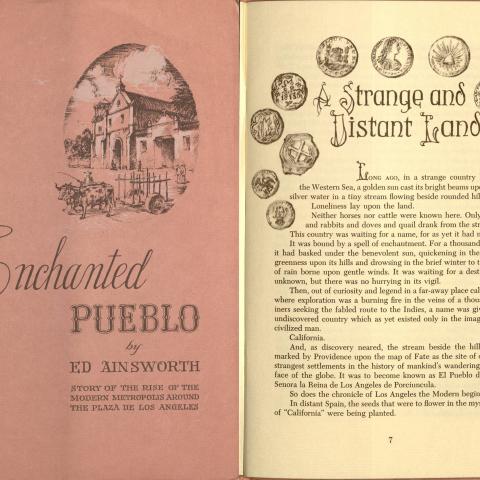 Enchanted
PUEBLO
by
ED AINSWORTH
STORY OF THE RISE OF THE
MODERN METROPOLIS AROUND
THE PLAZA DE LOS ANGELES
A Strange and
Distant Land
LONG AGO, in a strange country
the Western Sea, a golden sun cast its bright beams upo
silver water in a tiny stream flowing beside rounded hil
Loneliness lay upon the land.
Neither horses nor cattle were known here. Only
and rabbits and doves and quail drank from the str
This country was waiting for a name, for as yet it had n
It was bound by a spell of enchantment. For a thousand
it had basked under the benevolent sun, quickening in the
greenness upon its hills and drowsing in the brief winter to t
of rain borne upon gentle winds. It was waiting for a desti
unknown, but there was no hurrying in its vigil.
Then, out of curiosity and legend in a far-away place cal
where exploration was a burning fire in the veins of a thou
iners seeking the fabled route to the Indies, a name was giv
undiscovered country which as yet existed only in the imag
civilized man.
California.
And, as discovery neared, the stream beside the hill
marked by Providence upon the map of Fate as the site of o
strangest settlements in the history of mankind's wandering
face of the globe. It was to become known as El Pueblo d
Senora la Reina de Los Angeles de Porciuncula.
So does the chronicle of Los Angeles the Modern begin
In distant Spain, the seeds that were to flower in the mys
of "California" were being planted.
7